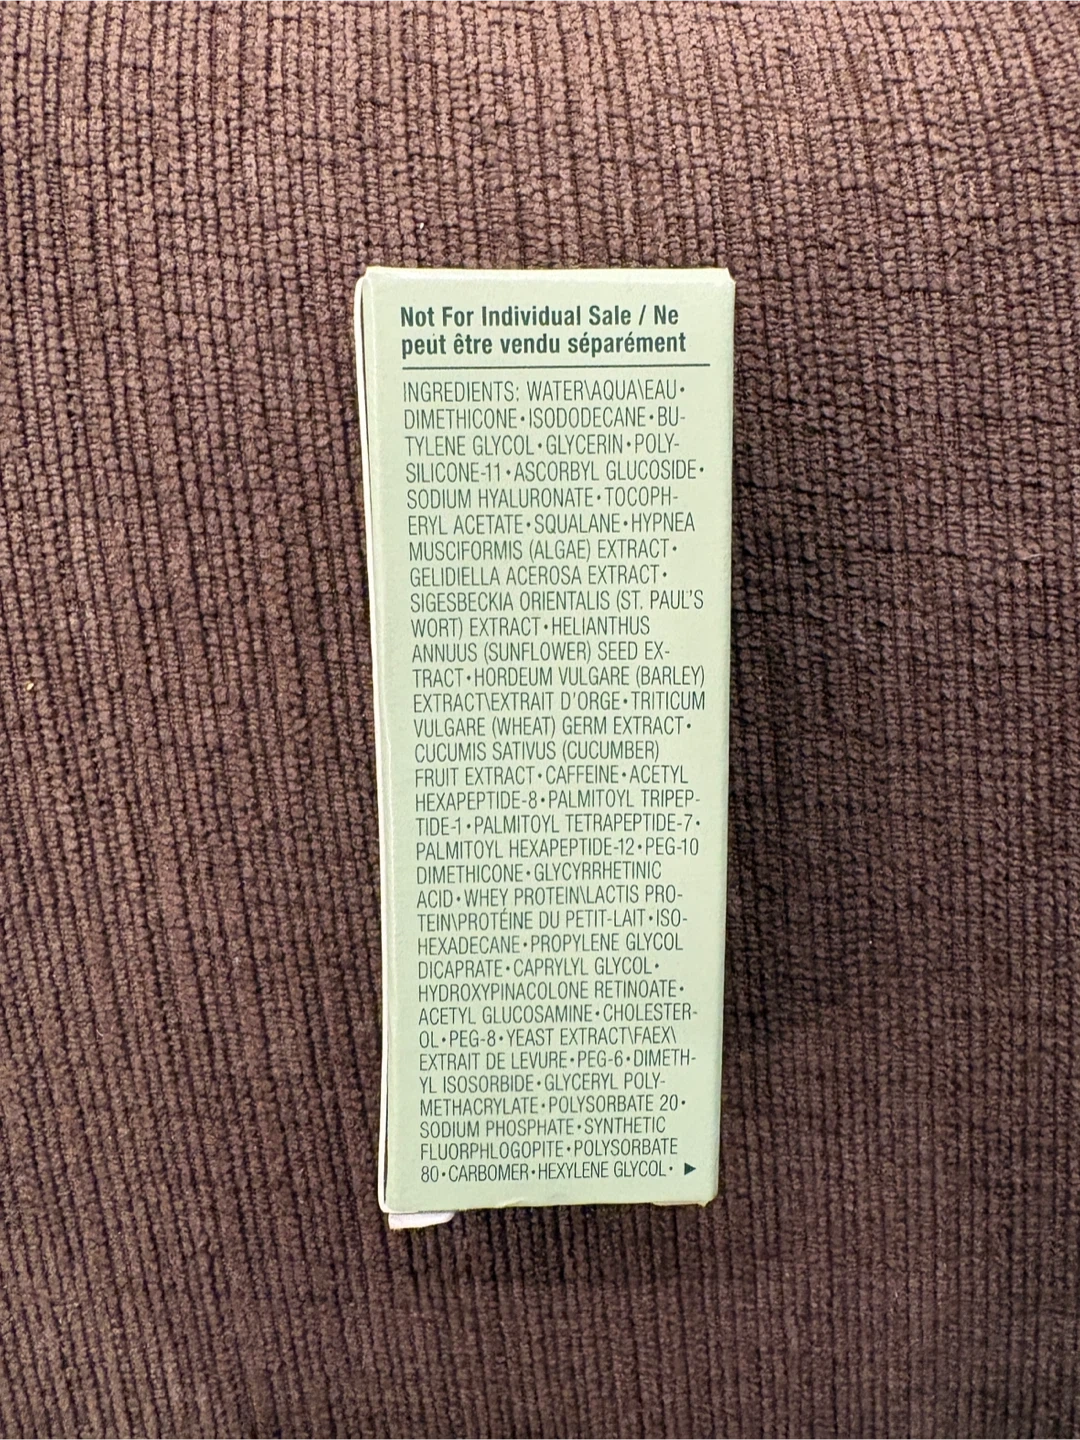 Not For Individual Sale / Ne
peut être vendu séparément
INGREDIENTS: WATER\AQUA\EAU•
DIMETHICONE•ISODODECANE•BU-
TYLENE GLYCOL•GLYCERIN•POLY-
SILICONE-11•ASCORBYL GLUCOSIDE•
SODIUM HYALURONATE•TOCOPH-
ERYL ACETATE•SQUALANE•HYPNEA
MUSCIFORMIS (ALGAE) EXTRACT•
GELIDIELLA ACEROSA EXTRACT•
SIGESBECKIA ORIENTALIS (ST. PAUL'S
WORT) EXTRACT•HELIANTHUS
ANNUUS (SUNFLOWER) SEED EX-
TRACT•HORDEUM VULGARE (BARLEY)
EXTRACT\EXTRAIT D'ORGE•TRITICUM
VULGARE (WHEAT) GERM EXTRACT•
CUCUMIS SATIVUS (CUCUMBER)
FRUIT EXTRACT•CAFFEINE•ACETYL
HEXAPEPTIDE-8•PALMITOYL TRIPEP-
TIDE-1•PALMITOYL TETRAPEPTIDE-7•
PALMITOYL HEXAPEPTIDE-12•PEG-10
DIMETHICONE•GLYCYRRHETINIC
ACID•WHEY PROTEIN\LACTIS PRO-
TEIN\PROTÉINE DU PETIT-LAIT•ISO-
HEXADECANE•PROPYLENE GLYCOL
DICAPRATE•CAPRYLYL GLYCOL•
HYDROXYPINACOLONE RETINOATE•
ACETYL GLUCOSAMINE•CHOLESTER-
OL•PEG-8•YEAST EXTRACT\FAEX\
EXTRAIT DE LEVURE•PEG-6•DIMETH-
YL ISOSORBIDE•GLYCERYL POLY-
METHACRYLATE•POLYSORBATE 20•
SODIUM PHOSPHATE•SYNTHETIC
FLUORPHLOGOPITE•POLYSORBATE
80•CARBOMER•HEXYLENE GLYCOL• ►